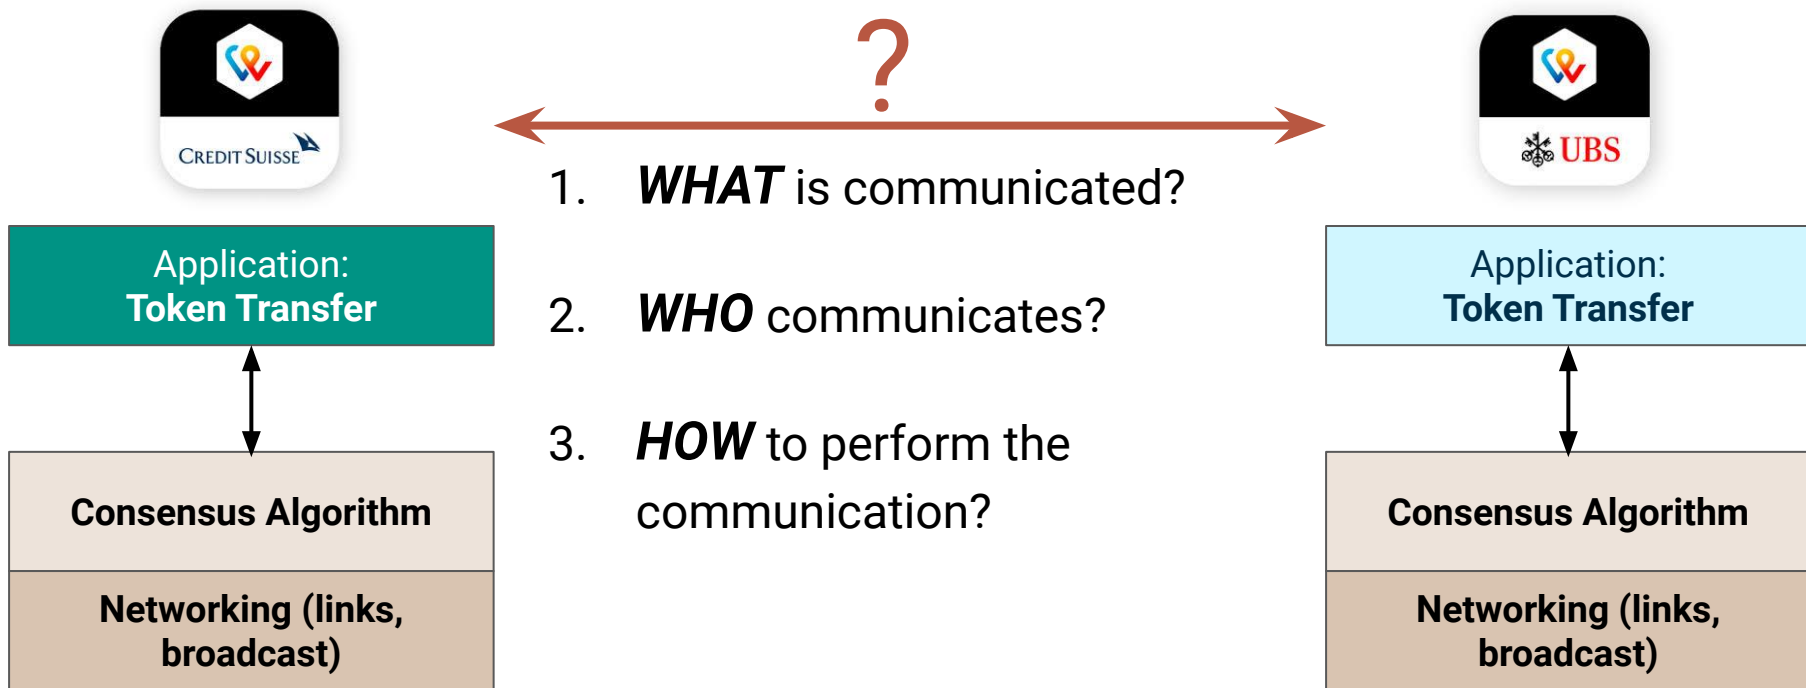 ?
CREDIT SUISSE
UBS
1. WHAT is communicated?
2. WHO communicates?
3. HOW to perform the
communication?
Application:
Token Transfer
Consensus Algorithm
Networking (links,
broadcast)
Application:
Token Transfer
Consensus Algorithm
Networking (links,
broadcast)